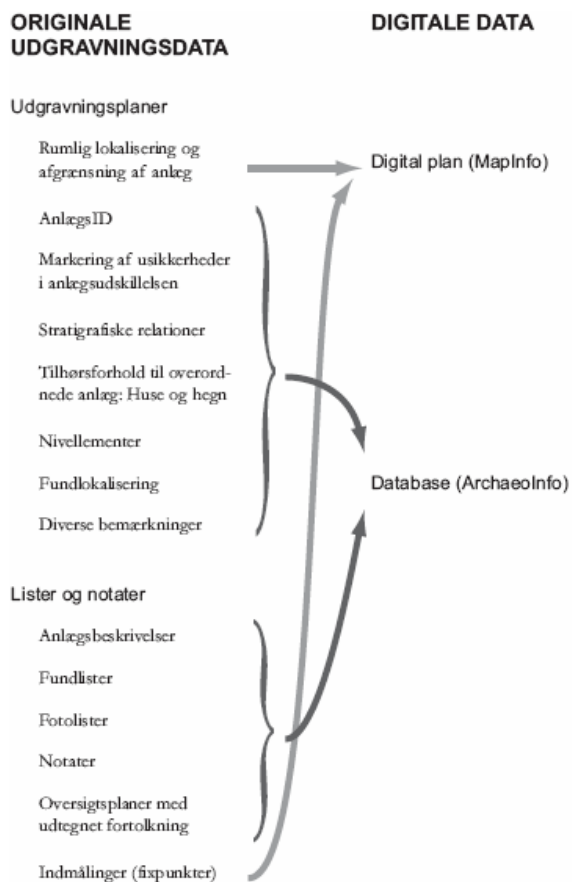 ORIGINALE
UDGRAVNINGSDATA
DIGITALE DATA
Udgravningsplaner
Rumlig lokalisering og
afgrænsning af anlæg
Digital plan (MapInfo)
AnlægsID
Markering af usikkerheder
i anlægsudskillelsen
Stratigrafiske relationer
Tilhørsforhold til overord-
nede anlæg: Huse og hegn
Nivellementer
Fundlokalisering
Diverse bemærkninger
Database (ArchaeoInfo)
Lister og notater
Anlægsbeskrivelser
Fundlister
Fotolister
Notater
Oversigtsplaner med
udtegnet fortolkning
Indmålinger (fixpunkter)